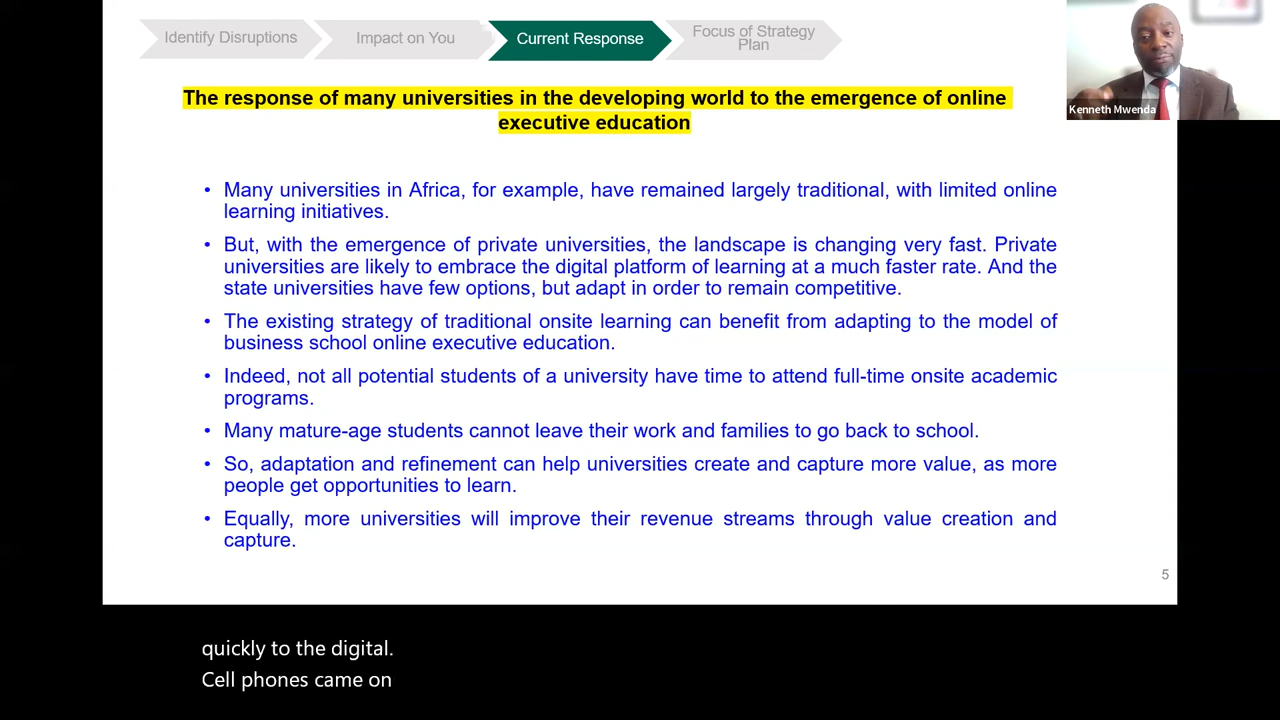 Identify Disruptions
Impact on You
Current Response
Focus of Strategy
Plan
Kenneth Mwenda
The response of many universities in the developing world to the emergence of online
executive education
• Many universities in Africa, for example, have remained largely traditional, with limited online
learning initiatives.
• But, with the emergence of private universities, the landscape is changing very fast. Private
universities are likely to embrace the digital platform of learning at a much faster rate. And the
state universities have few options, but adapt in order to remain competitive.
• The existing strategy of traditional onsite learning can benefit from adapting to the model of
business school online executive education.
• Indeed, not all potential students of a university have time to attend full-time onsite academic
programs.
• Many mature-age students cannot leave their work and families to go back to school.
• So, adaptation and refinement can help universities create and capture more value, as more
people get opportunities to learn.
• Equally, more universities will improve their revenue streams through value creation and
capture.
5
quickly to the digital.
Cell phones came on